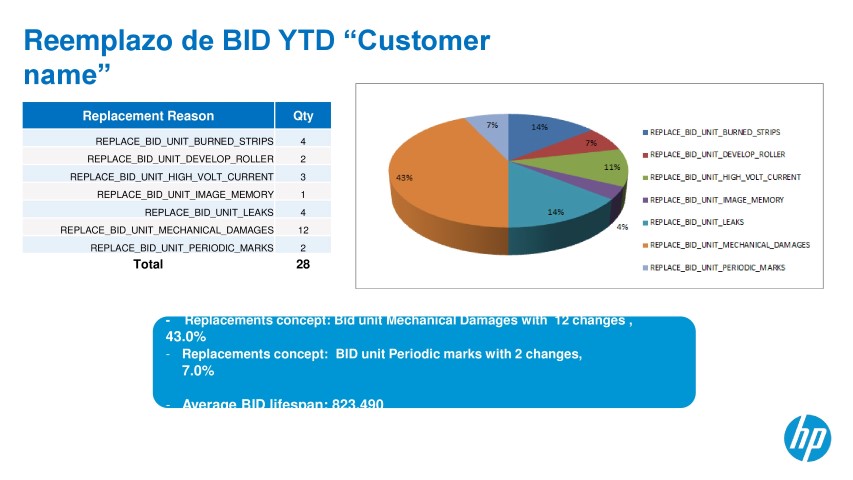 Reemplazo de BID YTD “Customer
name”
Replacement Reason Qty
REPLACE_BID_UNIT_BURNED_STRIPS 4
REPLACE_BID_UNIT_DEVELOP_ROLLER 2
REPLACE_BID_UNIT_HIGH_VOLT_CURRENT 3
REPLACE_BID_UNIT_IMAGE_MEMORY 1
REPLACE_BID_UNIT_LEAKS 4
REPLACE_BID_UNIT_MECHANICAL_DAMAGES 12
REPLACE_BID_UNIT_PERIODIC_MARKS 2
Total 28
7%
14%
7%
11%
43%
14%
4%
REPLACE_BID_UNIT_BURNED_STRIPS
REPLACE_BID_UNIT_DEVELOP_ROLLER
REPLACE_BID_UNIT_HIGH_VOLT_CURRENT
REPLACE_BID_UNIT_IMAGE_MEMORY
REPLACE_BID_UNIT_LEAKS
REPLACE_BID_UNIT_MECHANICAL_DAMAGES
REPLACE_BID_UNIT_PERIODIC_MARKS
- Replacements concept: Bid unit Mechanical Damages with 12 changes ,
43.0%
- Replacements concept: BID unit Periodic marks with 2 changes,
7.0%
- Average BID lifespan: 823,490
hp